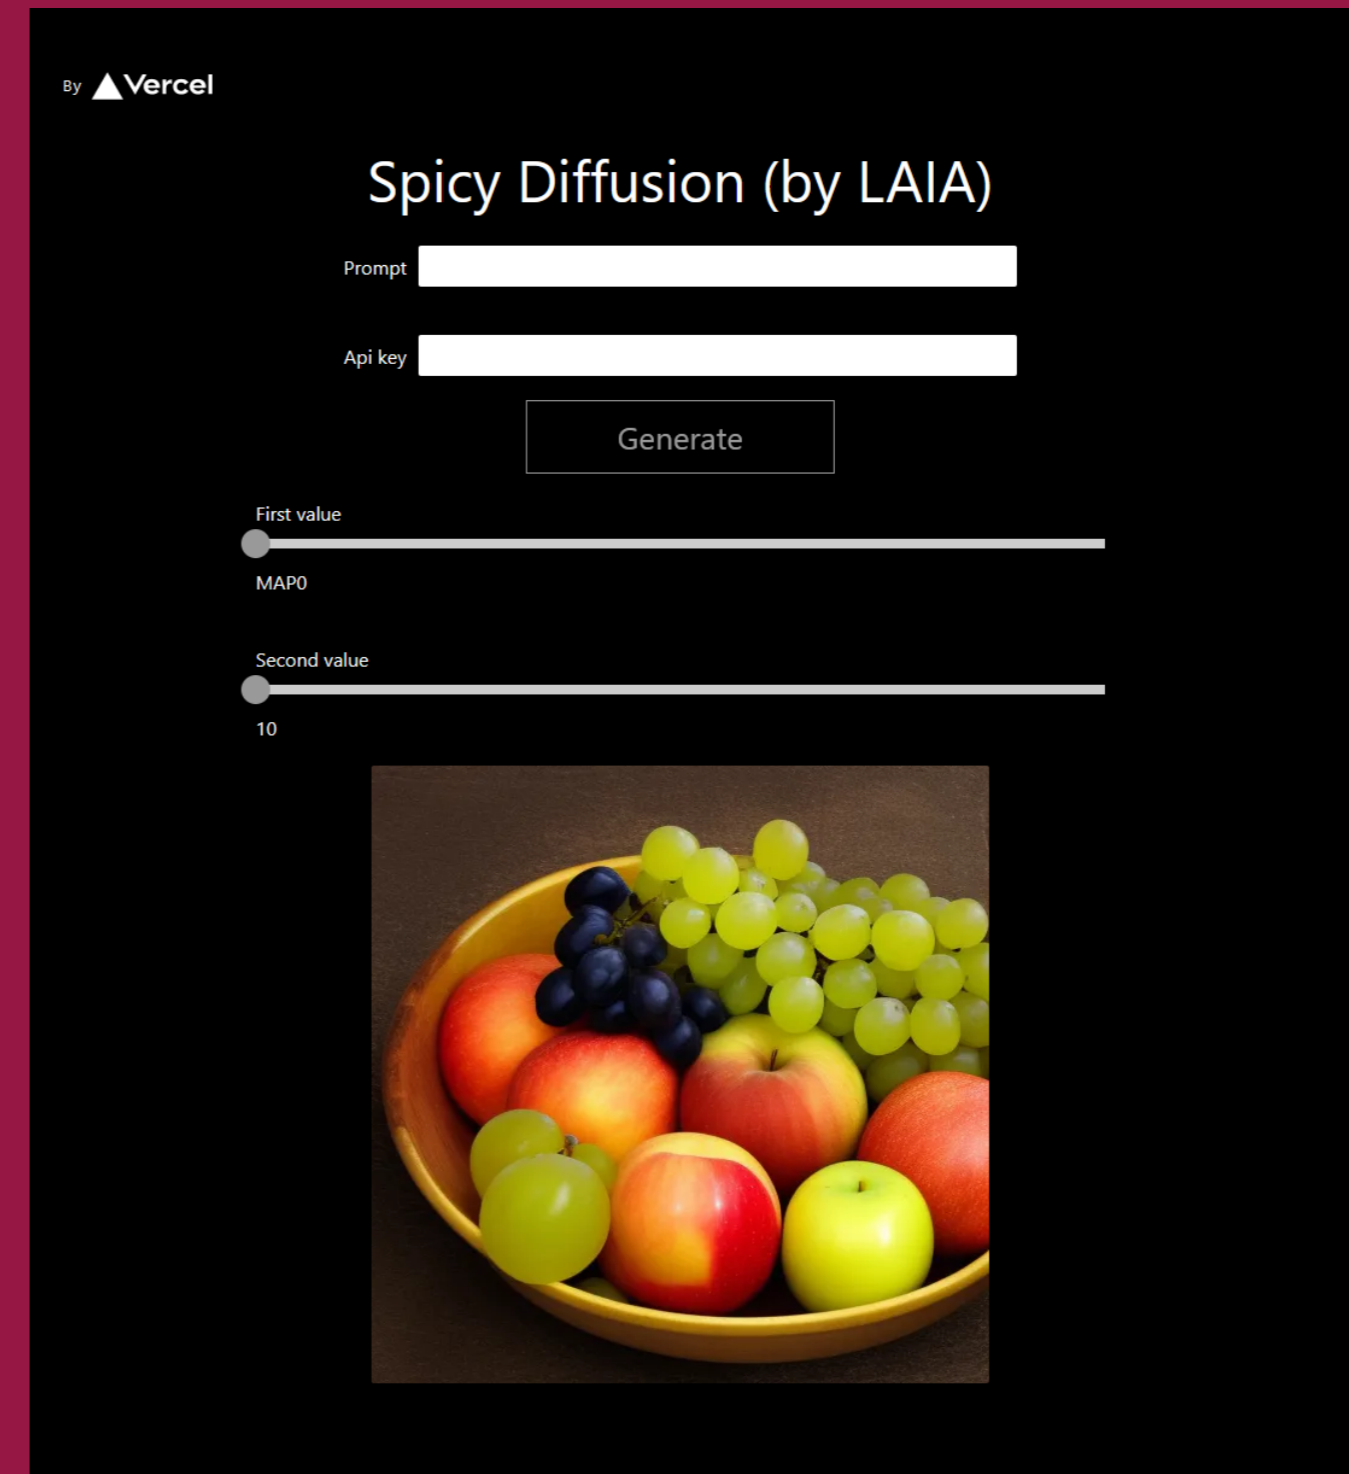 By Vercel
Spicy Diffusion (by LAIA)
Prompt
Api key
Generate
First value
MAP0
Second value
10